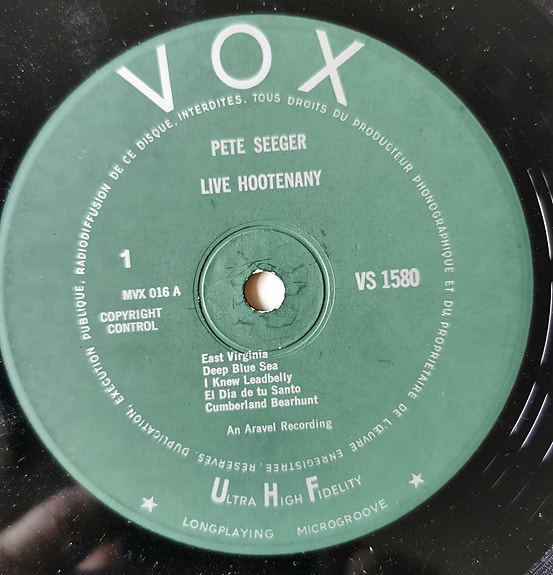 VOX
TOUS DROITS DU PRODUCTEUR PHONOGRAPHIQUE ET DU PROPRIETAIRE DE L'ŒUVRE ENREGISTREE, RESERVES. DUPLICATION, EXECUTION PUBLIQUE, RADIODIFFUSION DE CE DISQUE, INTERDITES.
PETE SEEGER
LIVE HOOTENANY
1
MVX 016 A
VS 1580
COPYRIGHT
CONTROL
East Virginia
Deep Blue Sea
I Knew Leadbelly
El Dia de tu Santo
Cumberland Bearhunt
An Aravel Recording
ULTRA HIGH FIDELITY
LONGPLAYING MICROGROOVE